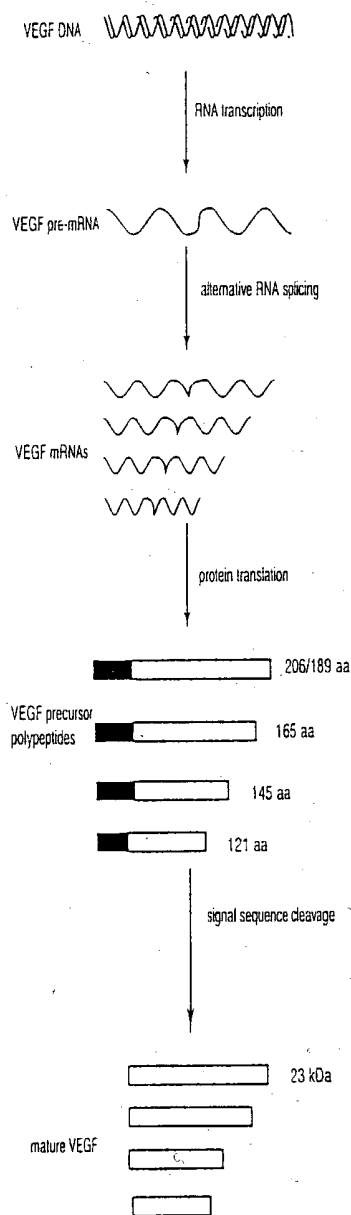 VEGF DNA
RNA transcription
VEGF pre-mRNA
alternative RNA splicing
VEGF mRNAs
protein translation
206/189 aa
VEGF precursor
polypeptides
165 aa
145 aa
121 aa
signal sequence cleavage
23 kDa
mature VEGF